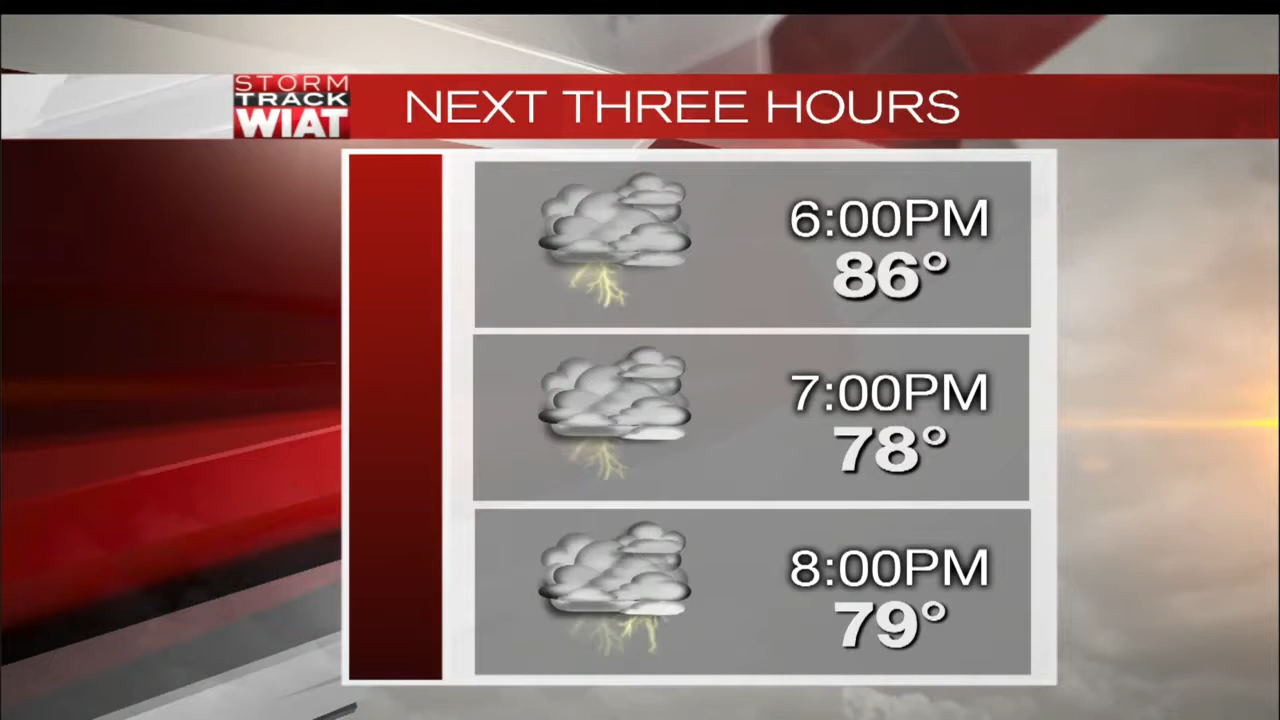 STORM
TRACK
WIAT
NEXT THREE HOURS
6:00PM
86°
7:00PM
78°
8:00PM
79°